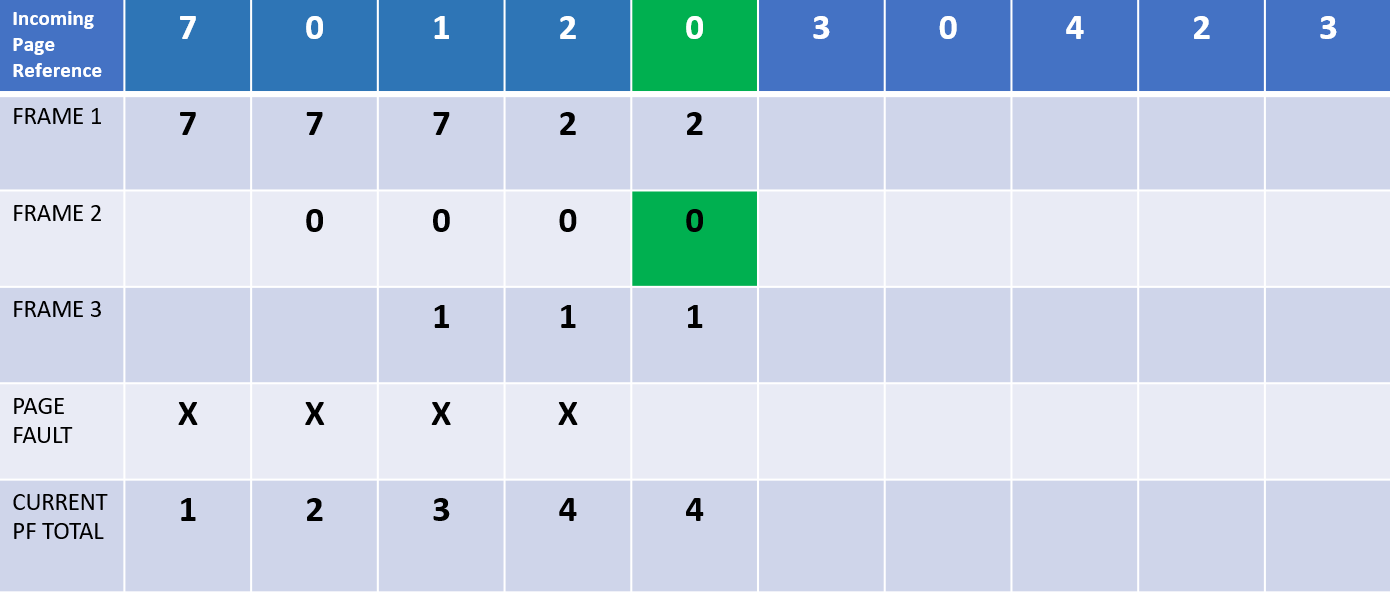 Incoming
Page
Reference 7 0 1 2 0 3 0 4 2 3
FRAME 1 7 7 7 2 2
FRAME 2 0 0 0 0
FRAME 3 1 1 1
PAGE
FAULT X X X X
CURRENT
PF TOTAL 1 2 3 4 4